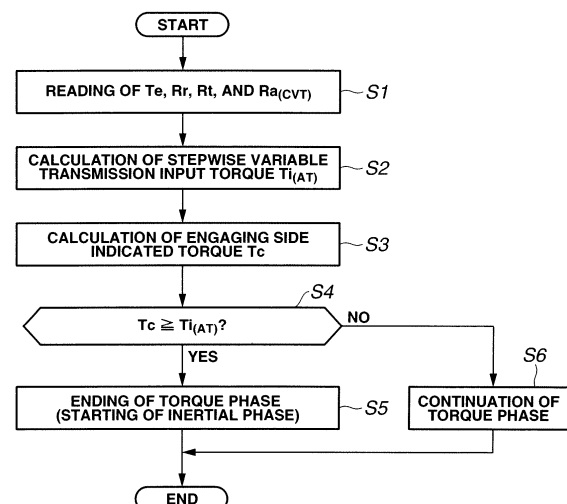 START
READING OF Te, Rr, Rt, AND Ra(CVT)
S1
CALCULATION OF STEPWISE VARIABLE
TRANSMISSION INPUT TORQUE Ti(AT)
S2
CALCULATION OF ENGAGING SIDE
INDICATED TORQUE Tc
S3
S4
Tc ≧ Ti(AT)?
NO
YES
S6
ENDING OF TORQUE PHASE
(STARTING OF INERTIAL PHASE)
S5
CONTINUATION OF
TORQUE PHASE
END